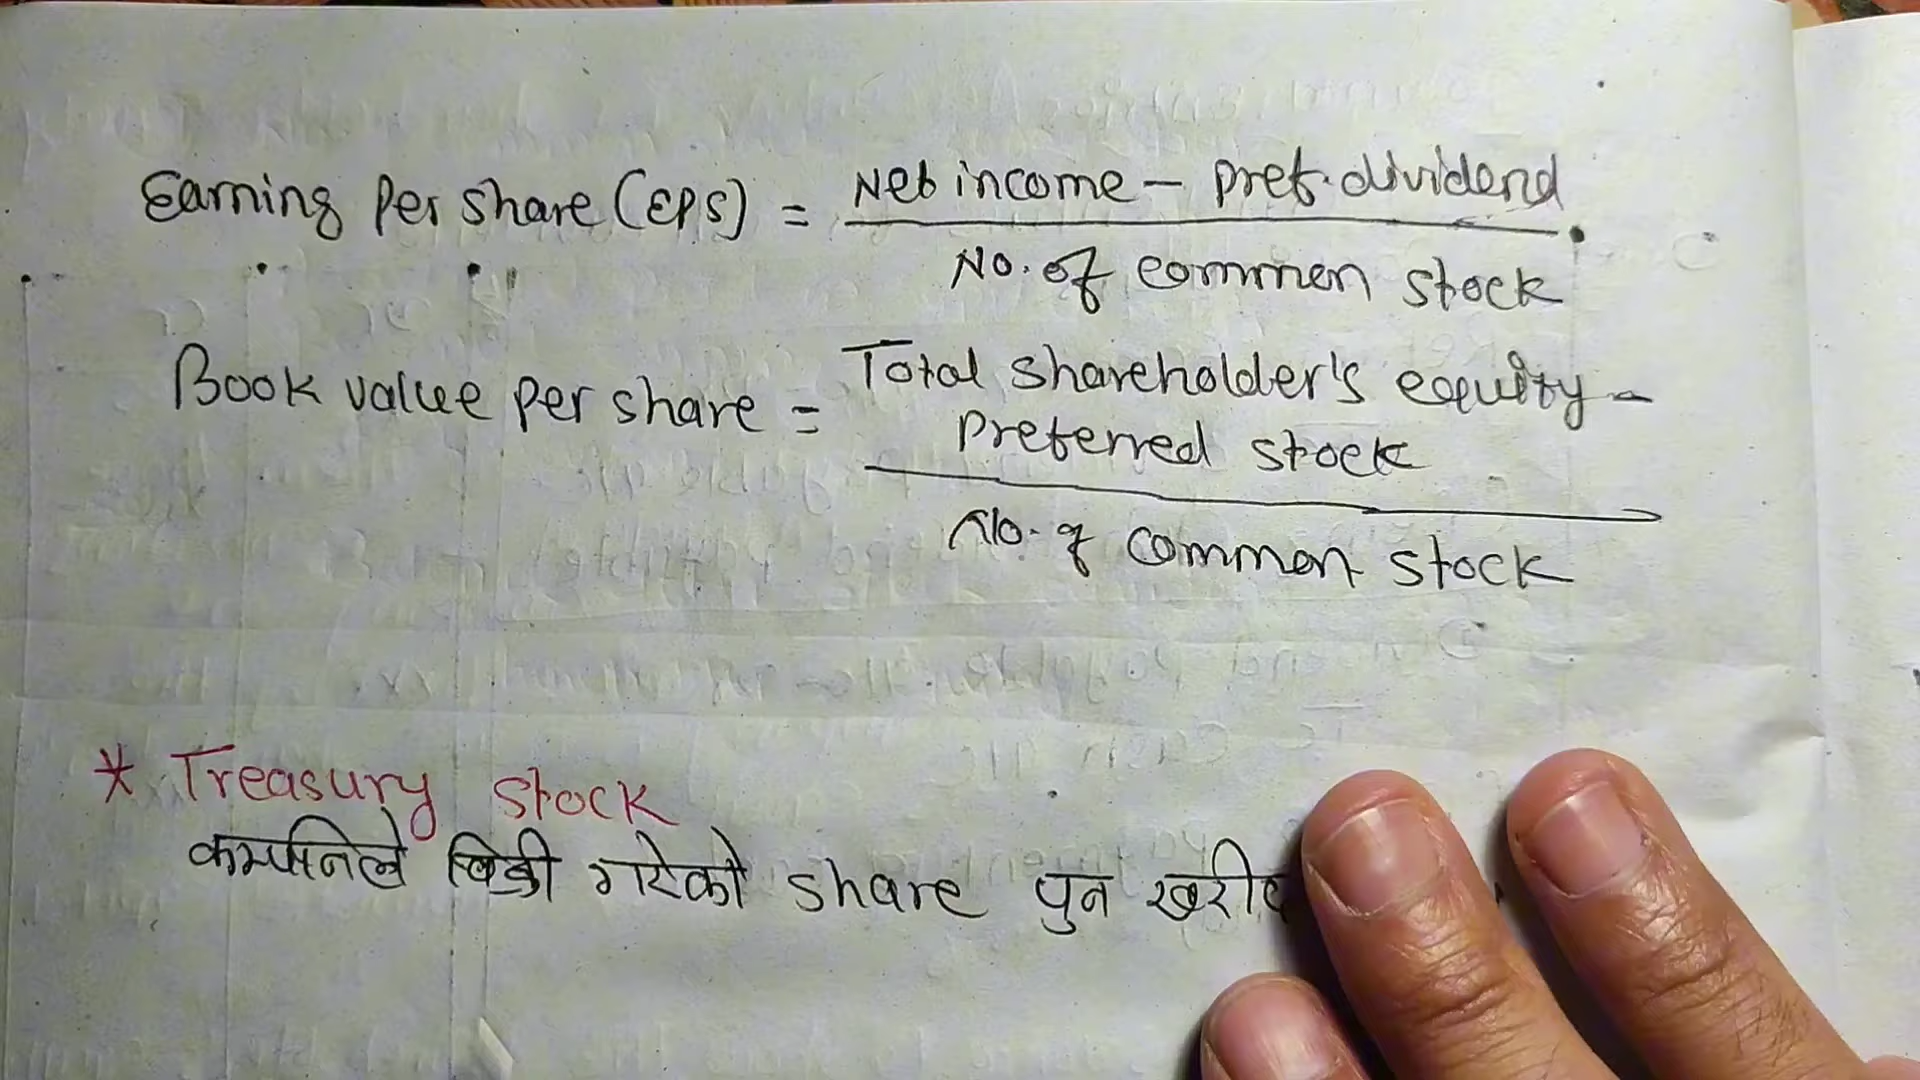 Earning Per share (EPS) = Net income - pref. dividend
No. of common stock
Book value per share = Total shareholder's equity -
Preferred stock
No. of common stock
* Treasury stock
कम्पनिले बिक्री गरेको share पुन खरीद